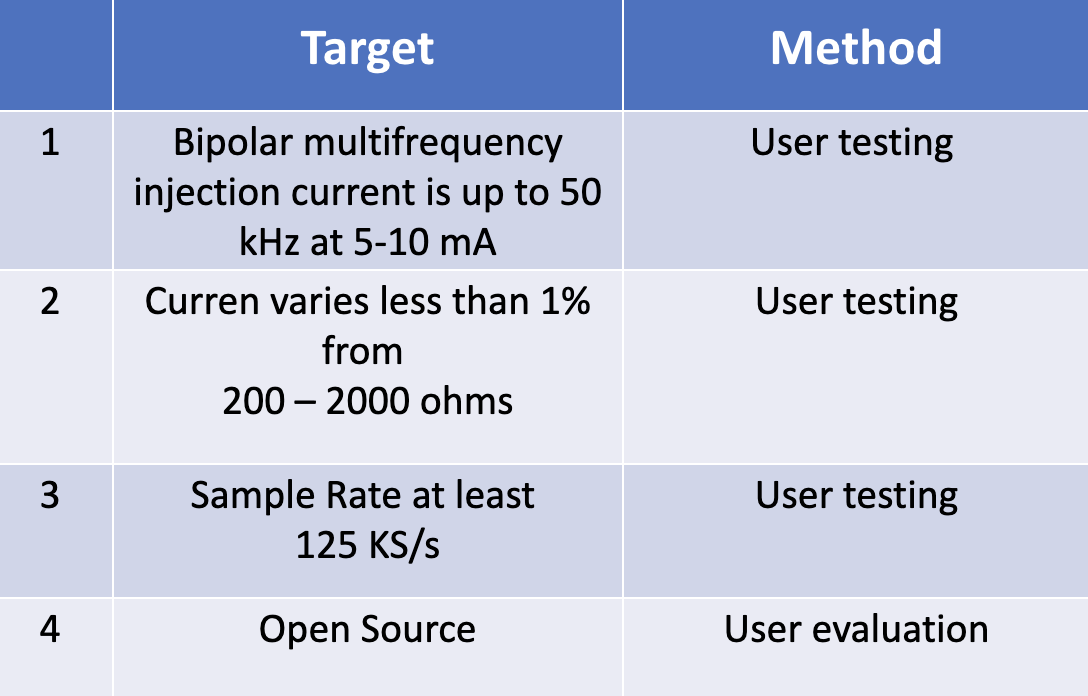 Target Method
1 Bipolar multifrequency User testing
injection current is up to 50
kHz at 5-10 mA
2 Curren varies less than 1% User testing
from
200 – 2000 ohms
3 Sample Rate at least User testing
125 KS/s
4 Open Source User evaluation